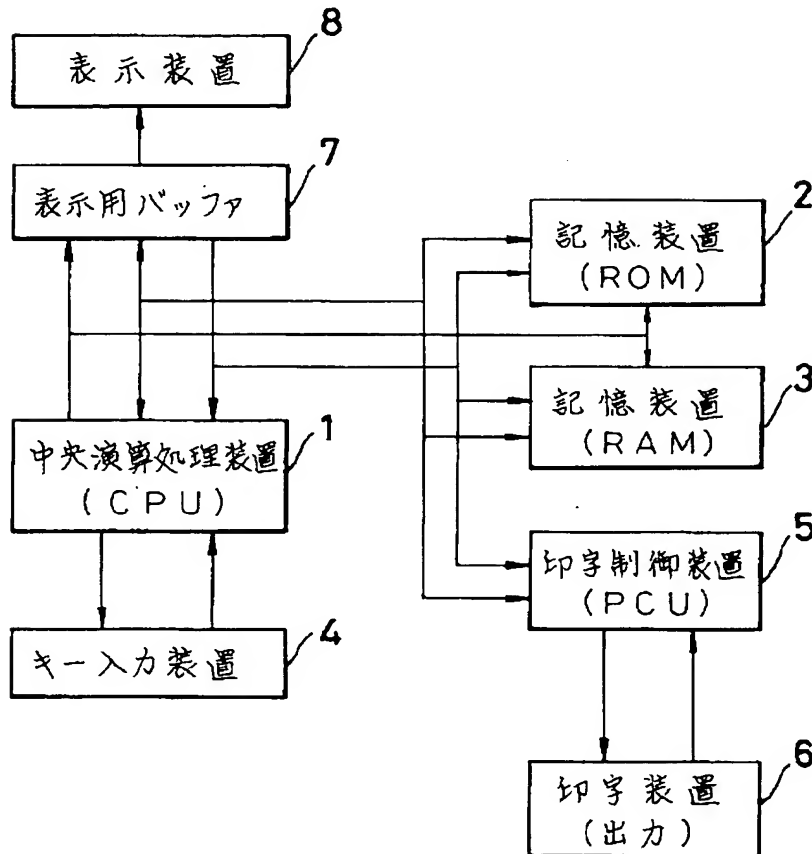 8
表示装置
7
表示用バッファ
2
記憶装置
(ROM)
3
記憶装置
(RAM)
1
中央演算処理装置
(CPU)
5
印字制御装置
(PCU)
4
キー入力装置
6
印字装置
(出力)